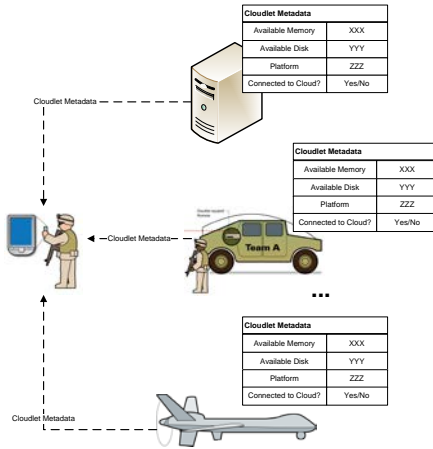 Cloudlet Metadata
Available Memory XXX
Available Disk YYY
Platform ZZZ
Connected to Cloud? Yes/No
Cloudlet Metadata
Cloudlet Metadata
Available Memory XXX
Available Disk YYY
Platform ZZZ
Connected to Cloud? Yes/No
Cloudlet Metadata
Team A
...
Cloudlet Metadata
Available Memory XXX
Available Disk YYY
Platform ZZZ
Connected to Cloud? Yes/No
Cloudlet Metadata